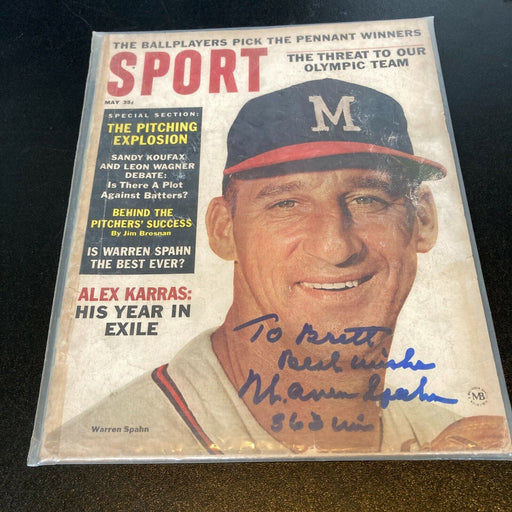 THE BALLPLAYERS PICK THE PENNANT WINNERS
SPORT
THE THREAT TO OUR
OLYMPIC TEAM
MAY 35¢
SPECIAL SECTION:
THE PITCHING
EXPLOSION
SANDY KOUFAX
AND LEON WAGNER
DEBATE:
Is There A Plot
Against Batters?
BEHIND THE
PITCHERS' SUCCESS
By Jim Brosnan
IS WARREN SPAHN
THE BEST EVER?
ALEX KARRAS:
HIS YEAR IN
EXILE
M
To Brett
Best wishes
Warren Spahn
363 wins
Warren Spahn
MB